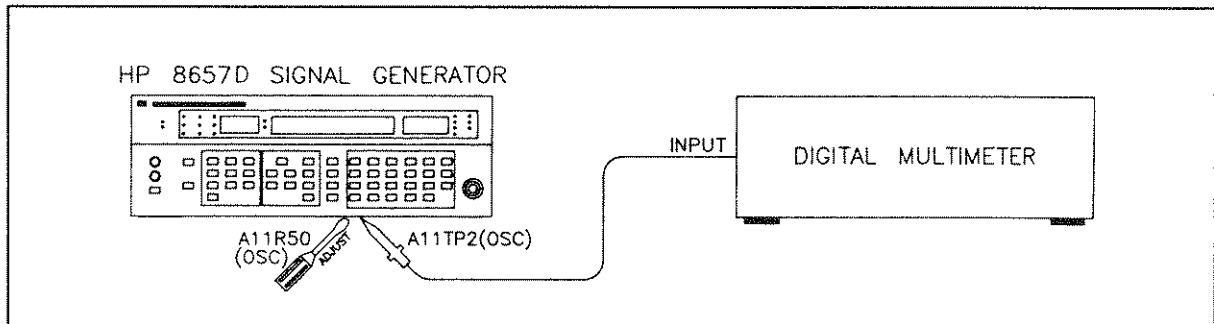 HP 8657D SIGNAL GENERATOR
INPUT
DIGITAL MULTIMETER
A11R50
(OSC)
ADJUST
A11TP2(OSC)